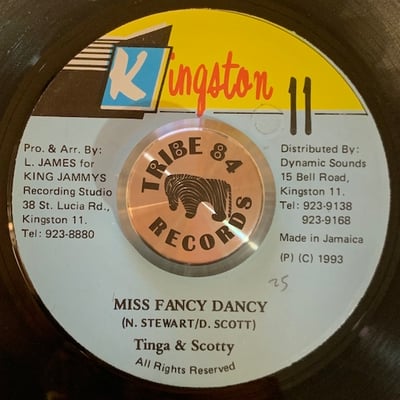 Kingston 11
Pro. & Arr. By:
L. JAMES for
KING JAMMYS
Recording Studio
38 St. Lucia Rd.,
Kingston 11.
Tel: 923-8880
TRIBE 84
RECORDS
Distributed By:
Dynamic Sounds
15 Bell Road,
Kingston 11.
Tel: 923-9138
923-9168
Made in Jamaica
(P) (C) 1993
25
MISS FANCY DANCY
(N. STEWART/D. SCOTT)
Tinga & Scotty
All Rights Reserved